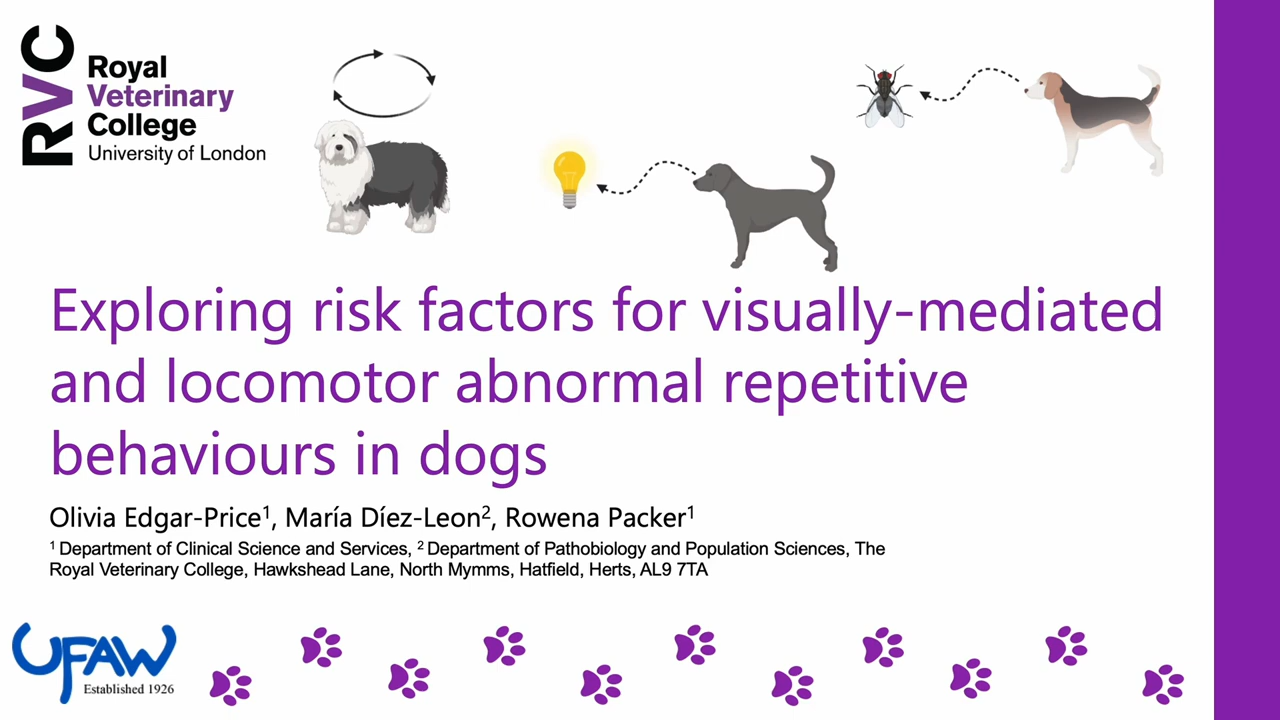 RVC
Royal
Veterinary
College
University of London
Exploring risk factors for visually-mediated
and locomotor abnormal repetitive
behaviours in dogs
Olivia Edgar-Price¹, María Díez-Leon², Rowena Packer¹
¹ Department of Clinical Science and Services, ² Department of Pathobiology and Population Sciences, The
Royal Veterinary College, Hawkshead Lane, North Mymms, Hatfield, Herts, AL9 7TA
UFAW
Established 1926